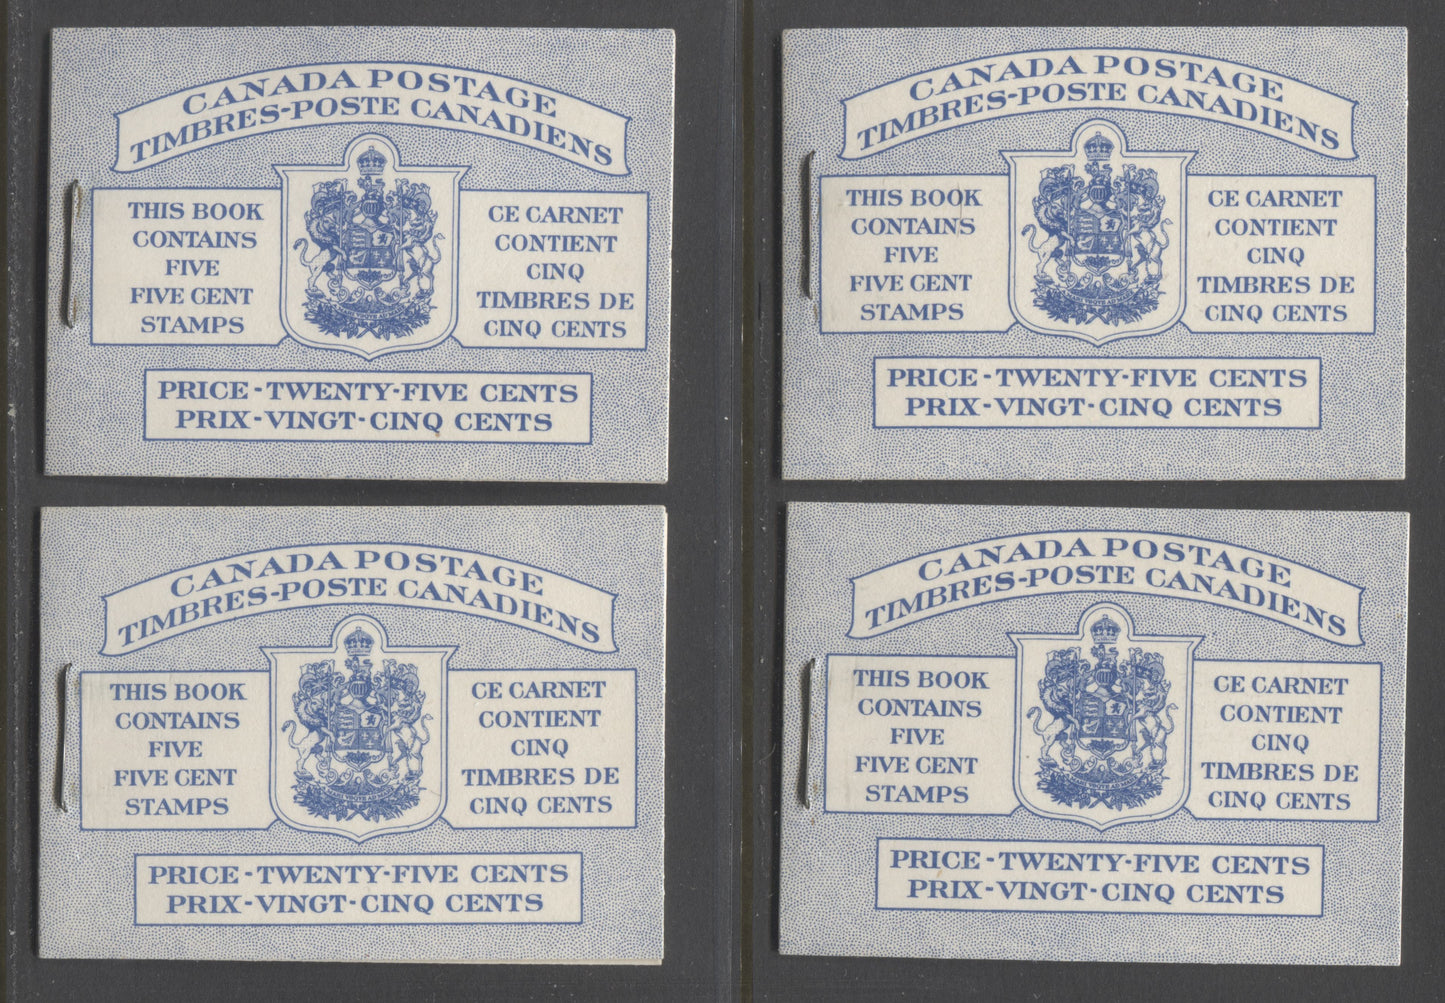 CANADA POSTAGE
TIMBRES-POSTE CANADIENS
THIS BOOK
CONTAINS
FIVE
FIVE CENT
STAMPS
CE CARNET
CONTIENT
CINQ
TIMBRES DE
CINQ CENTS
PRICE-TWENTY-FIVE CENTS
PRIX-VINGT-CINQ CENTS
CANADA POSTAGE
TIMBRES-POSTE CANADIENS
THIS BOOK
CONTAINS
FIVE
FIVE CENT
STAMPS
CE CARNET
CONTIENT
CINQ
TIMBRES DE
CINQ CENTS
PRICE-TWENTY-FIVE CENTS
PRIX-VINGT-CINQ CENTS
CANADA POSTAGE
TIMBRES-POSTE CANADIENS
THIS BOOK
CONTAINS
FIVE
FIVE CENT
STAMPS
CE CARNET
CONTIENT
CINQ
TIMBRES DE
CINQ CENTS
PRICE-TWENTY-FIVE CENTS
PRIX-VINGT-CINQ CENTS
CANADA POSTAGE
TIMBRES-POSTE CANADIENS
THIS BOOK
CONTAINS
FIVE
FIVE CENT
STAMPS
CE CARNET
CONTIENT
CINQ
TIMBRES DE
CINQ CENTS
PRICE-TWENTY-FIVE CENTS
PRIX-VINGT-CINQ CENTS